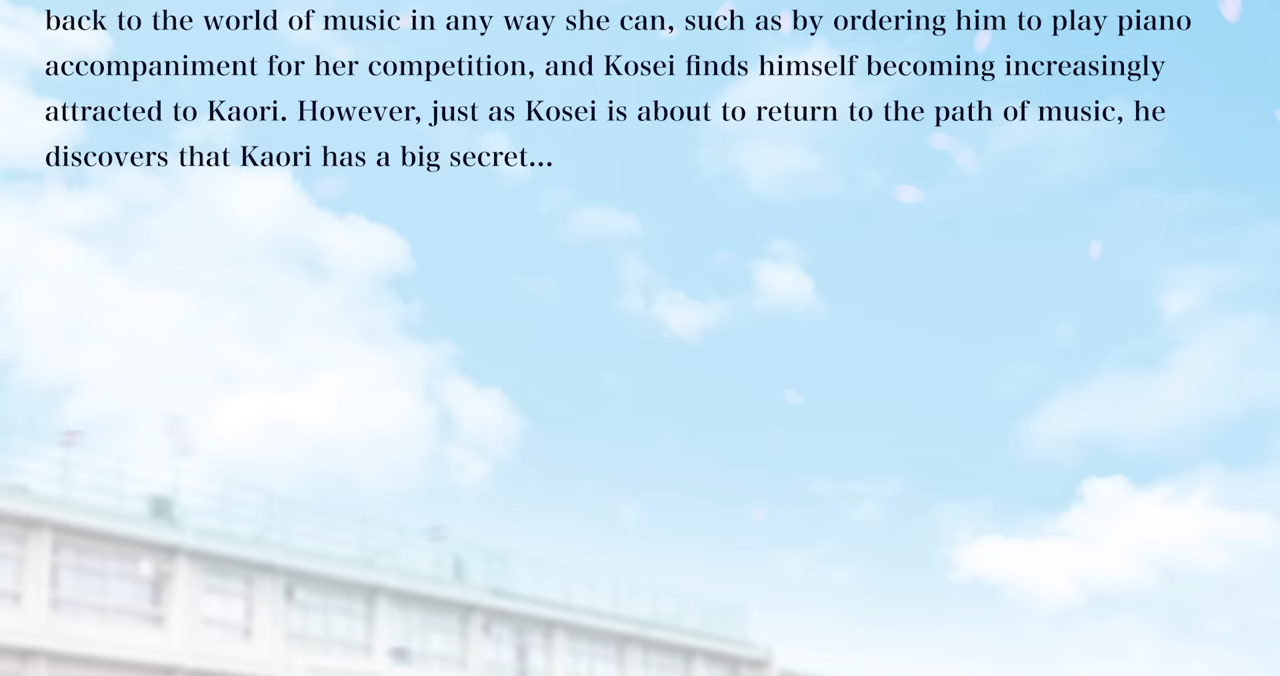 back to the world of music in any way she can, such as by ordering him to play piano
accompaniment for her competition, and Kosei finds himself becoming increasingly
attracted to Kaori. However, just as Kosei is about to return to the path of music, he
discovers that Kaori has a big secret...